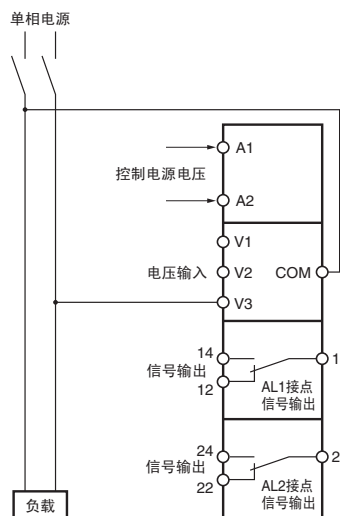 单相电源
A1
控制电源电压
A2
V1
电压输入
V2
COM
V3
14
1
信号输出
12
AL1接点
信号输出
24
2
信号输出
22
AL2接点
信号输出
负载